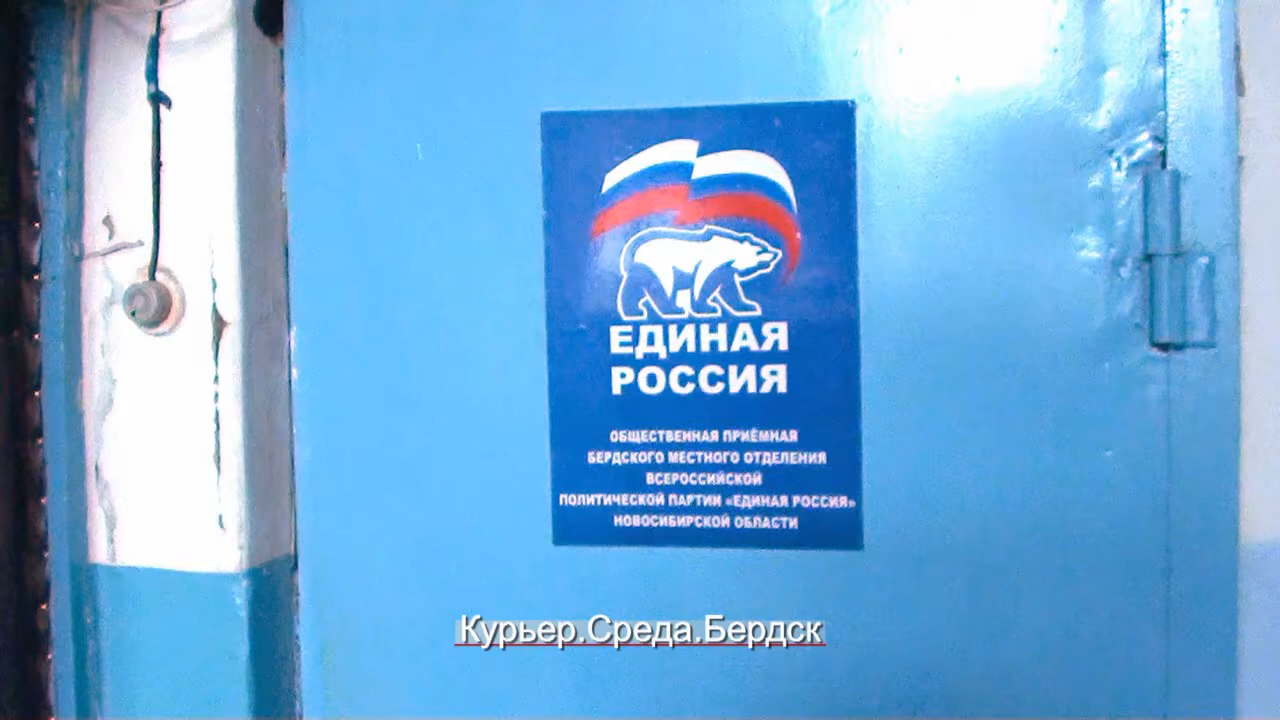 ЕДИНАЯ
РОССИЯ
ОБЩЕСТВЕННАЯ ПРИЁМНАЯ
БЕРДСКОГО МЕСТНОГО ОТДЕЛЕНИЯ
ВСЕРОССИЙСКОЙ
ПОЛИТИЧЕСКОЙ ПАРТИИ «ЕДИНАЯ РОССИЯ»
НОВОСИБИРСКОЙ ОБЛАСТИ
Курьер.Среда.Бердск